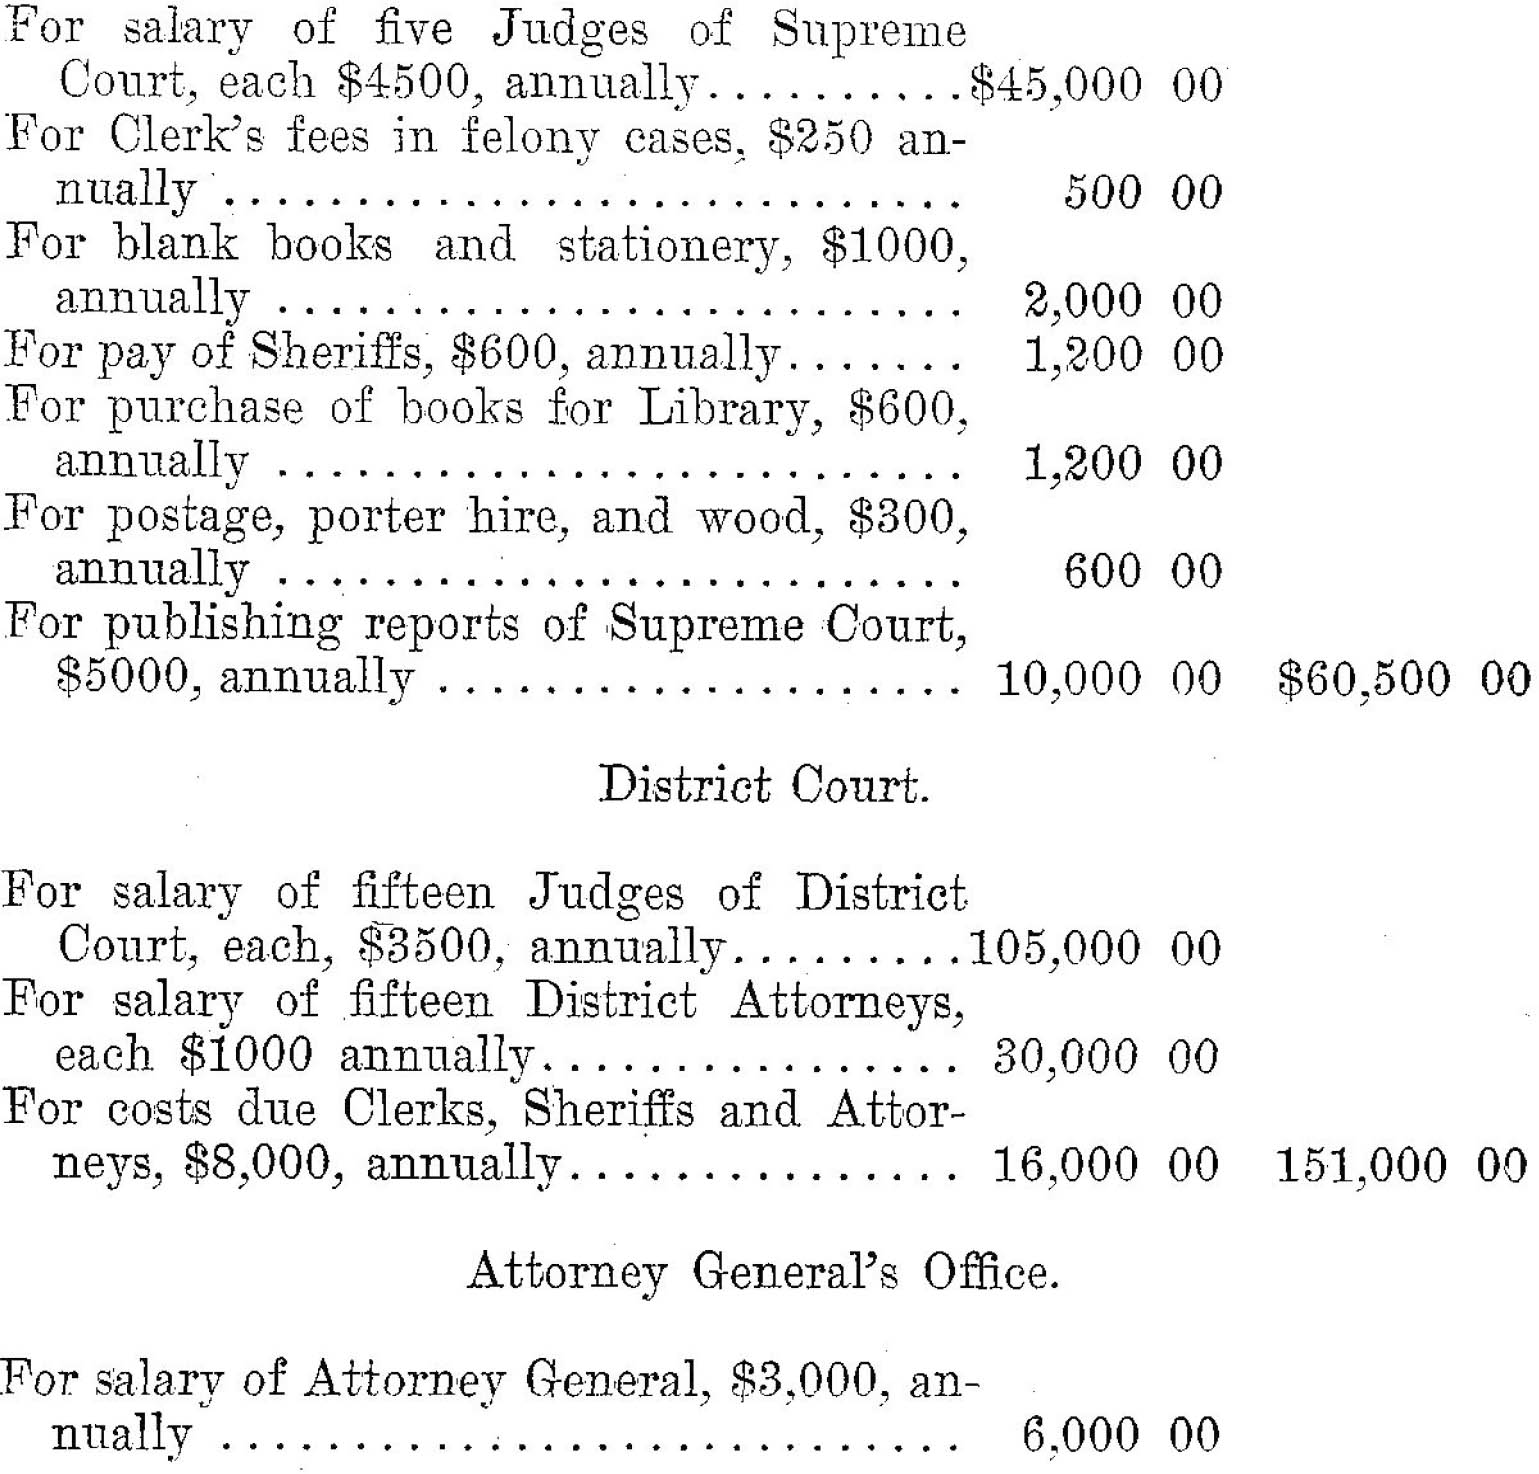 For salary of five Judges of Supreme
Court, each $4500, annually..........$45,000 00
For Clerk's fees in felony cases, $250 an-
nually ............................ 500 00
For blank books and stationery, $1000,
annually .......................... 2,000 00
For pay of Sheriffs, $600, annually....... 1,200 00
For purchase of books for Library, $600,
annually .......................... 1,200 00
For postage, porter hire, and wood, $300,
annually .......................... 600 00
For publishing reports of Supreme Court,
$5000, annually .................... 10,000 00 $60,500 00
District Court.
For salary of fifteen Judges of District
Court, each, $3500, annually.........105,000 00
For salary of fifteen District Attorneys,
each $1000 annually................ 30,000 00
For costs due Clerks, Sheriffs and Attor-
neys, $8,000, annually............... 16,000 00 151,000 00
Attorney General's Office.
For salary of Attorney General, $3,000, an-
nually ............................ 6,000 00